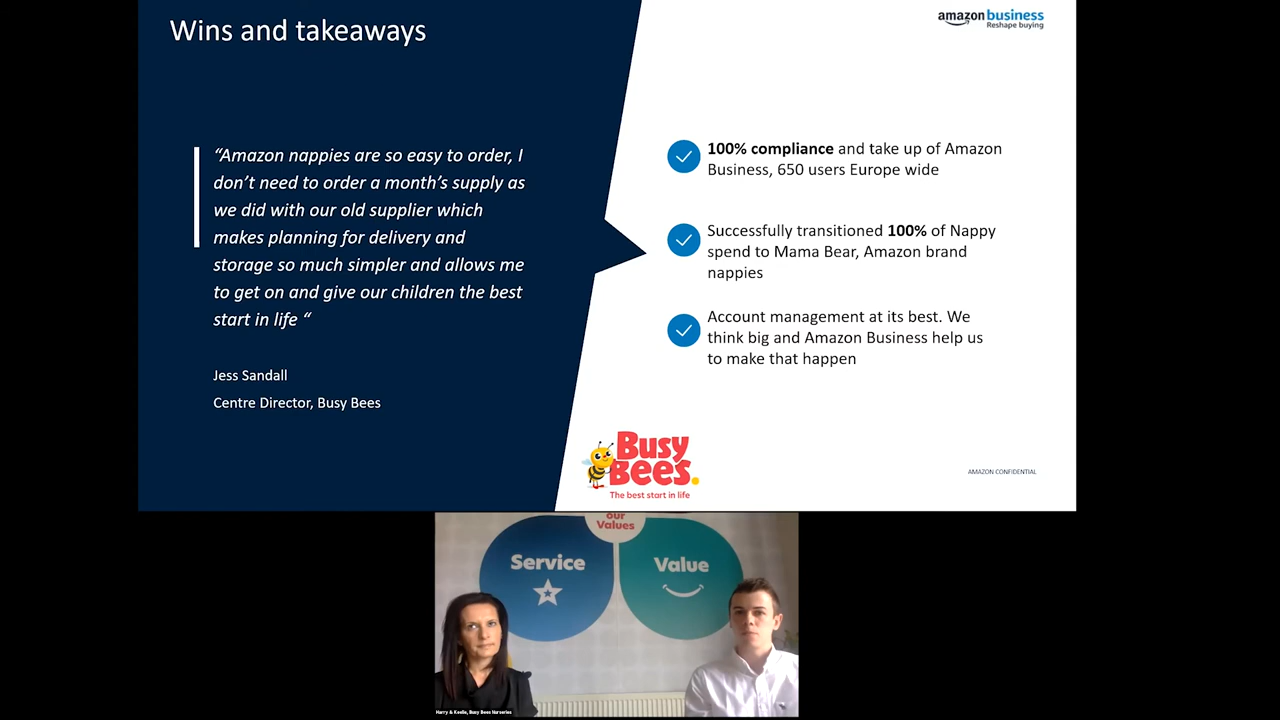 Wins and takeaways
amazon business
Reshape buying
“Amazon nappies are so easy to order, I
don’t need to order a month’s supply as
we did with our old supplier which
makes planning for delivery and
storage so much simpler and allows me
to get on and give our children the best
start in life “
Jess Sandall
Centre Director, Busy Bees
100% compliance and take up of Amazon
Business, 650 users Europe wide
Successfully transitioned 100% of Nappy
spend to Mama Bear, Amazon brand
nappies
Account management at its best. We
think big and Amazon Business help us
to make that happen
Busy
Bees
The best start in life
AMAZON CONFIDENTIAL
our
Values
Service
Value
Harry & Keelie, Busy Bees Nurseries